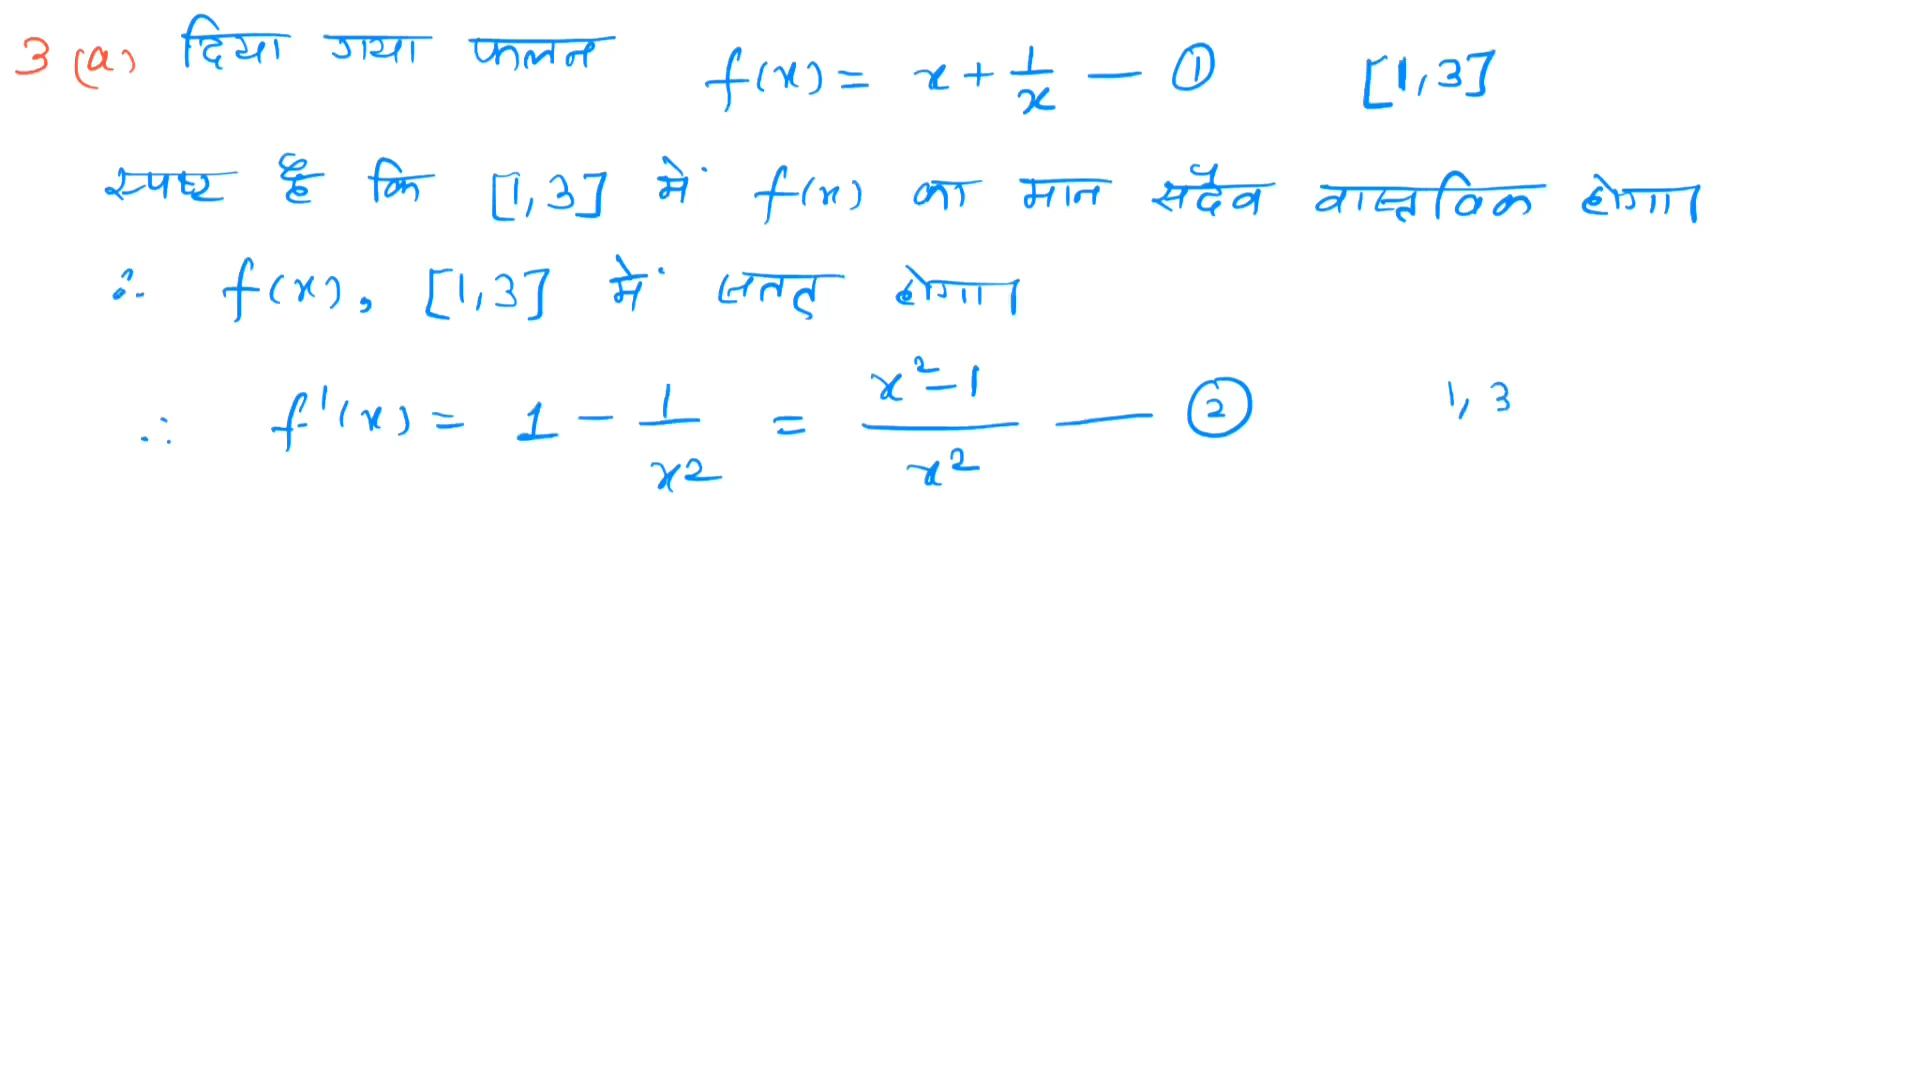 3 (a) दिया गया फलन f(x) = x + 1/x — ① [1,3]
स्पष्ट है कि [1,3] में f(x) का मान सदैव वास्तविक होगा।
∴ f(x), [1,3] में सतत् होगा।
∴ f'(x) = 1 - 1/x² = (x²-1)/x² — ② 1, 3